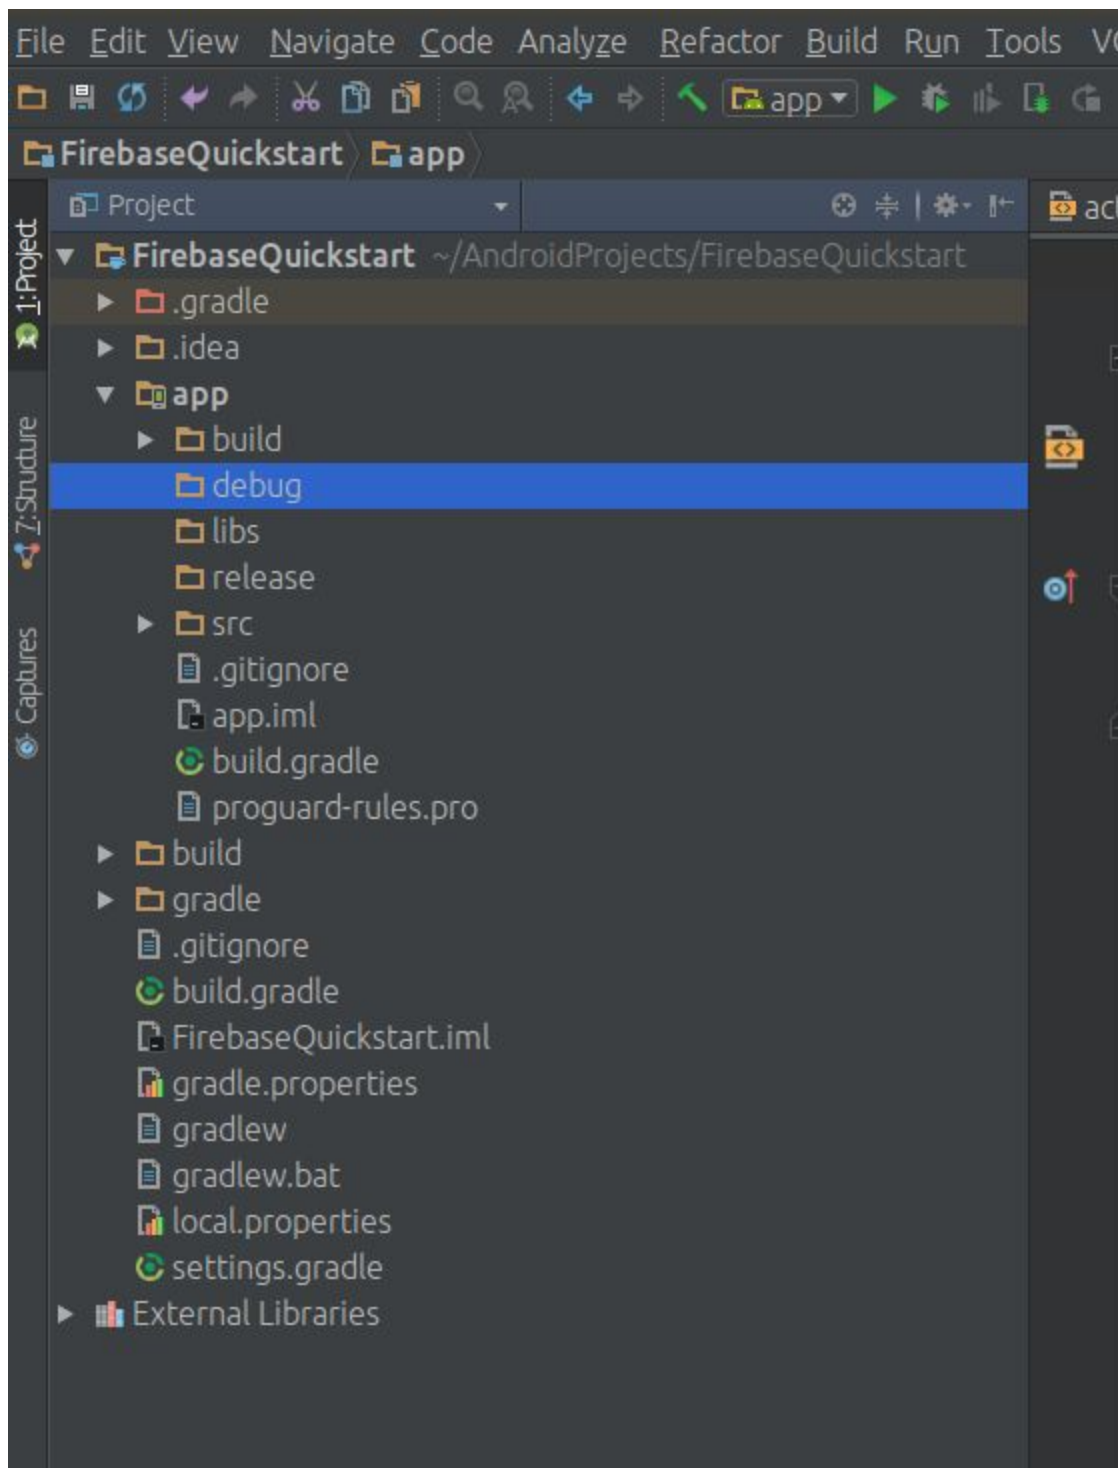 File Edit View Navigate Code Analyze Refactor Build Run Tools
app
FirebaseQuickstart app
Project
1: Project
7: Structure
Captures
FirebaseQuickstart ~/AndroidProjects/FirebaseQuickstart
.gradle
.idea
app
build
debug
libs
release
src
.gitignore
app.iml
build.gradle
proguard-rules.pro
build
gradle
.gitignore
build.gradle
FirebaseQuickstart.iml
gradle.properties
gradlew
gradlew.bat
local.properties
settings.gradle
External Libraries